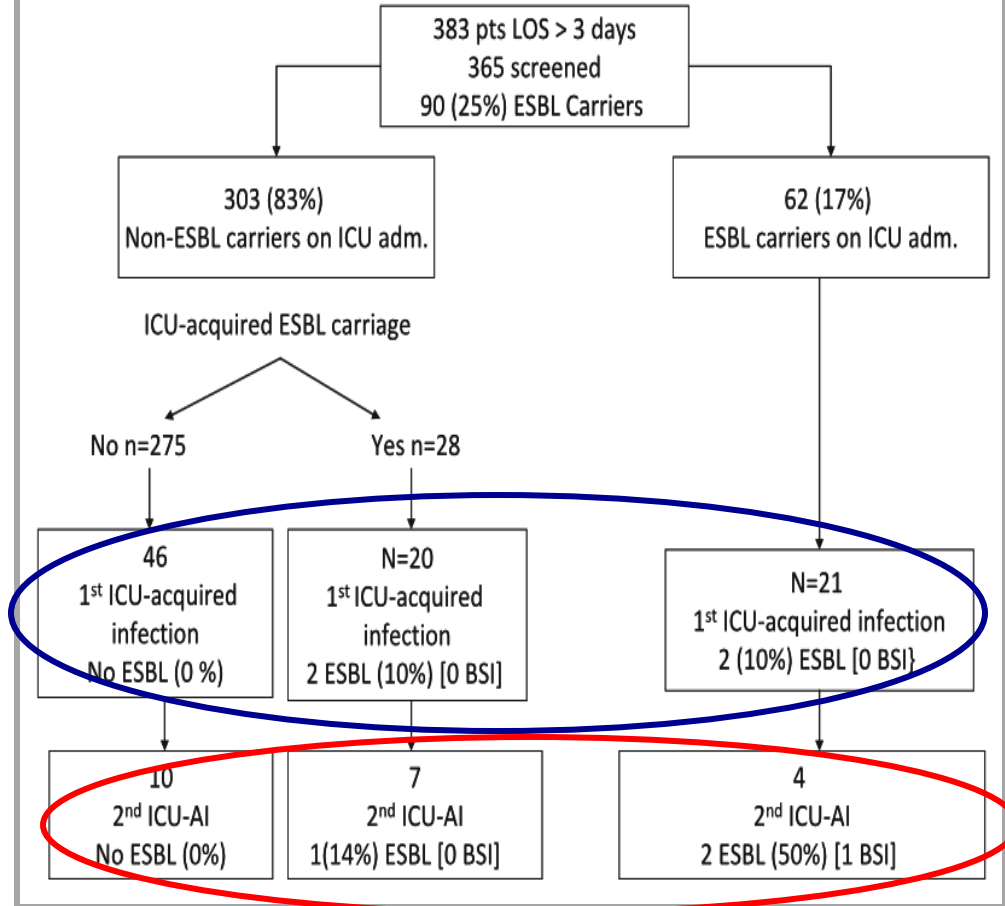 383 pts LOS > 3 days
365 screened
90 (25%) ESBL Carriers
303 (83%)
Non-ESBL carriers on ICU adm.
62 (17%)
ESBL carriers on ICU adm.
ICU-acquired ESBL carriage
No n=275
Yes n=28
46
1st ICU-acquired
infection
No ESBL (0 %)
N=20
1st ICU-acquired
infection
2 ESBL (10%) [0 BSI]
N=21
1st ICU-acquired infection
2 (10%) ESBL [0 BSI}
10
2nd ICU-AI
No ESBL (0%)
7
2nd ICU-AI
1(14%) ESBL [0 BSI]
4
2nd ICU-AI
2 ESBL (50%) [1 BSI]